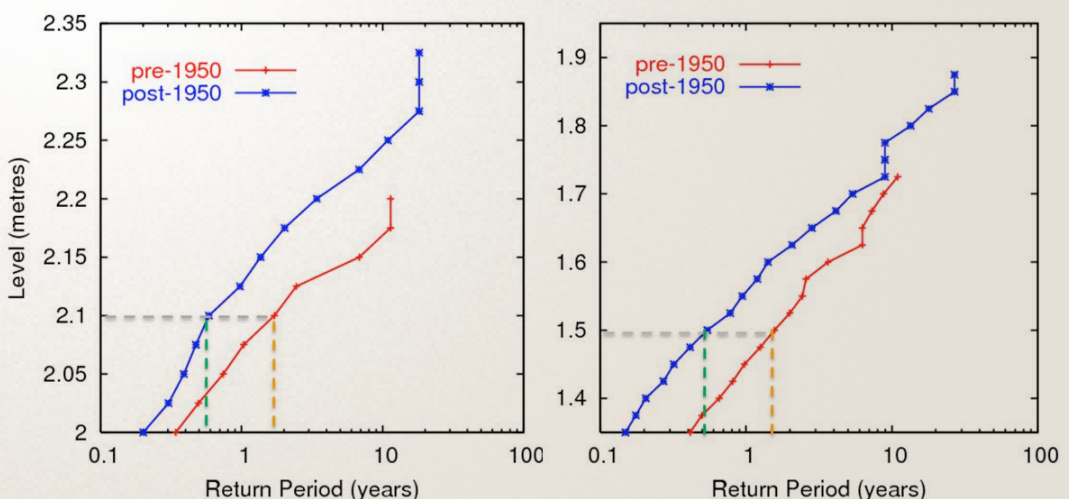 2.35
2.3
2.25
2.2
2.15
2.1
2.05
2
Level (metres)
pre-1950
post-1950
0.1 1 10 100
Return Period (years)
1.9
1.8
1.7
1.6
1.5
1.4
pre-1950
post-1950
0.1 1 10 100
Return Period (years)